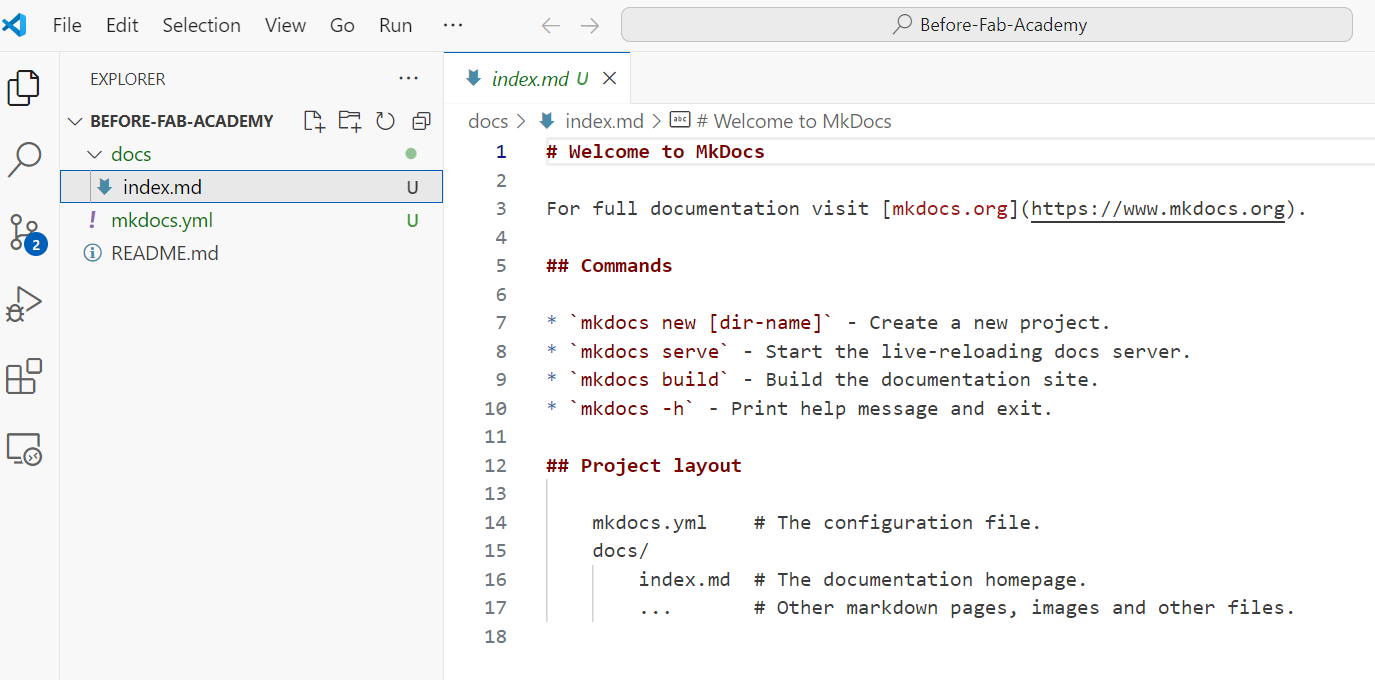 File Edit Selection View Go Run ··· Before-Fab-Academy
EXPLORER ···
BEFORE-FAB-ACADEMY
docs
index.md U
mkdocs.yml U
README.md
2
index.md U
docs > index.md > abc # Welcome to MkDocs
1 # Welcome to MkDocs
2
3 For full documentation visit [mkdocs.org](https://www.mkdocs.org).
4
5 ## Commands
6
7 * `mkdocs new [dir-name]` - Create a new project.
8 * `mkdocs serve` - Start the live-reloading docs server.
9 * `mkdocs build` - Build the documentation site.
10 * `mkdocs -h` - Print help message and exit.
11
12 ## Project layout
13
14     mkdocs.yml    # The configuration file.
15     docs/
16         index.md  # The documentation homepage.
17         ...       # Other markdown pages, images and other files.
18